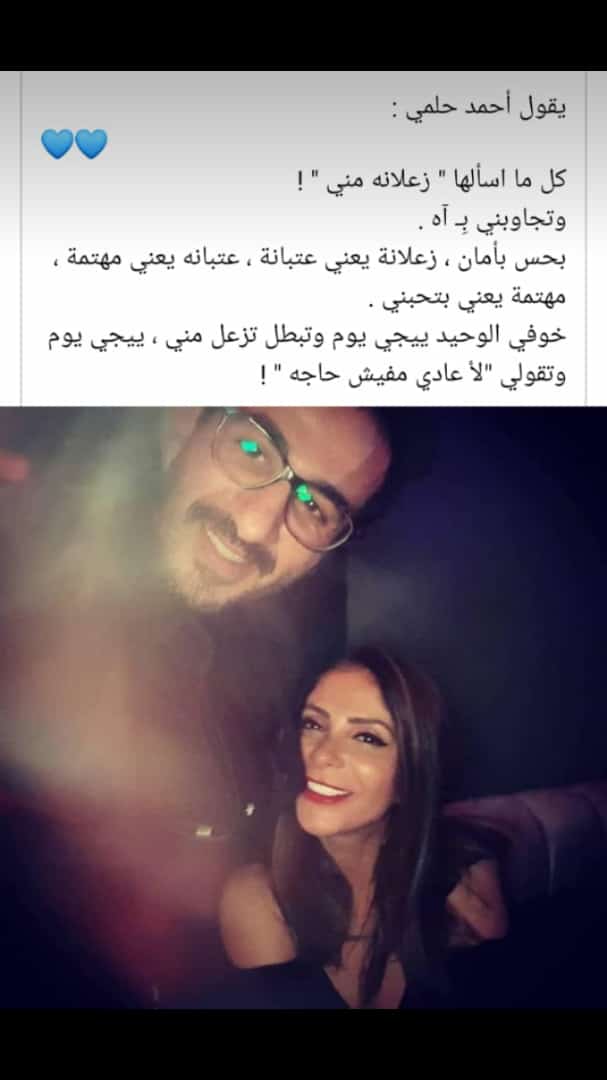 يقول أحمد حلمي :
💙💙
كل ما اسألها " زعلانه مني " !
وتجاوبني بِـ آه .
بحس بأمان ، زعلانة يعني عتبانة ، عتبانه يعني مهتمة ،
مهتمة يعني بتحبني .
خوفي الوحيد ييجي يوم وتبطل تزعل مني ، ييجي يوم
وتقولي "لأ عادي مفيش حاجه " !